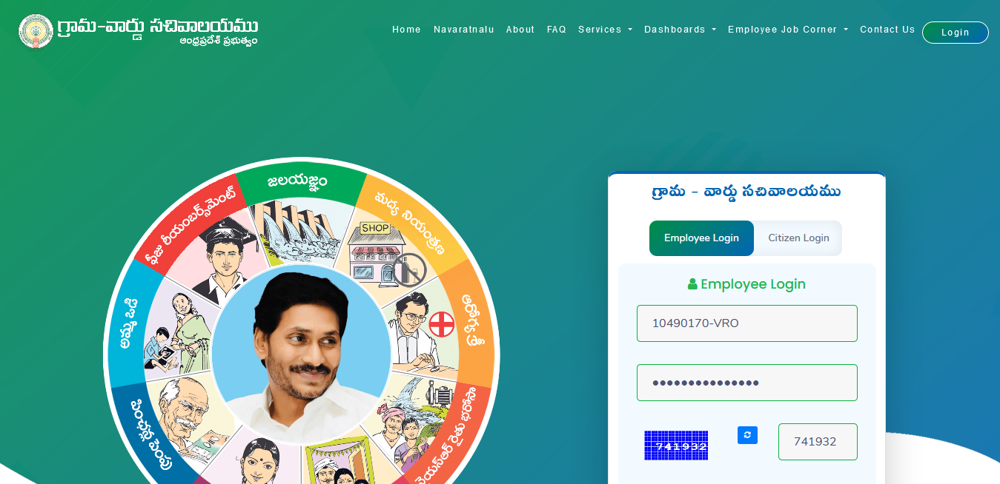 గ్రామ-వార్డు సచివాలయము
ఆంధ్రప్రదేశ్ ప్రభుత్వం
Home Navaratnalu About FAQ Services Dashboards Employee Job Corner Contact Us Login
జలయజ్ఞం
మద్య నియంత్రణ
ఫీజు రీయంబర్స్‌మెంట్
SHOP
ఆరోగ్యశ్రీ
అమ్మ ఒడి
పింఛన్ల పెంపు
వైయస్ఆర్ రైతు భరోసా
గ్రామ - వార్డు సచివాలయము
Employee Login Citizen Login
Employee Login
10490170-VRO
741932 741932